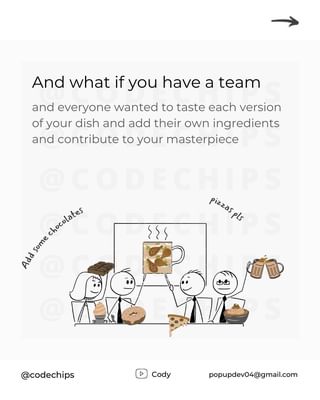 And what if you have a team
and everyone wanted to taste each version
of your dish and add their own ingredients
and contribute to your masterpiece
@CODECHIPS
@CODECHIPS
@CODECHIPS
@CODECHIPS
@CODECHIPS
@CODECHIPS
Add some chocolates
pizzas pls
@codechips
Cody
popupdev04@gmail.com